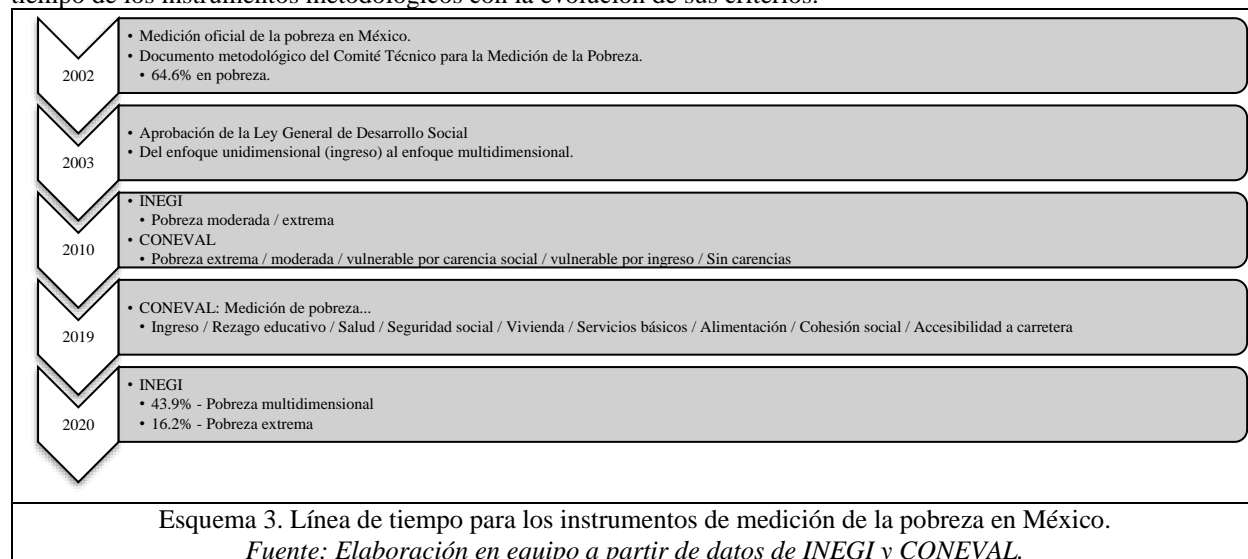 tiempo de los instrumentos metodológicos con la evolución de sus criterios.
2002
• Medición oficial de la pobreza en México.
• Documento metodológico del Comité Técnico para la Medición de la Pobreza.
• 64.6% en pobreza.
2003
• Aprobación de la Ley General de Desarrollo Social
• Del enfoque unidimensional (ingreso) al enfoque multidimensional.
2010
• INEGI
• Pobreza moderada / extrema
• CONEVAL
• Pobreza extrema / moderada / vulnerable por carencia social / vulnerable por ingreso / Sin carencias
2019
• CONEVAL: Medición de pobreza...
• Ingreso / Rezago educativo / Salud / Seguridad social / Vivienda / Servicios básicos / Alimentación / Cohesión social / Accesibilidad a carretera
2020
• INEGI
• 43.9% - Pobreza multidimensional
• 16.2% - Pobreza extrema
Esquema 3. Línea de tiempo para los instrumentos de medición de la pobreza en México.
Fuente: Elaboración en equipo a partir de datos de INEGI y CONEVAL.